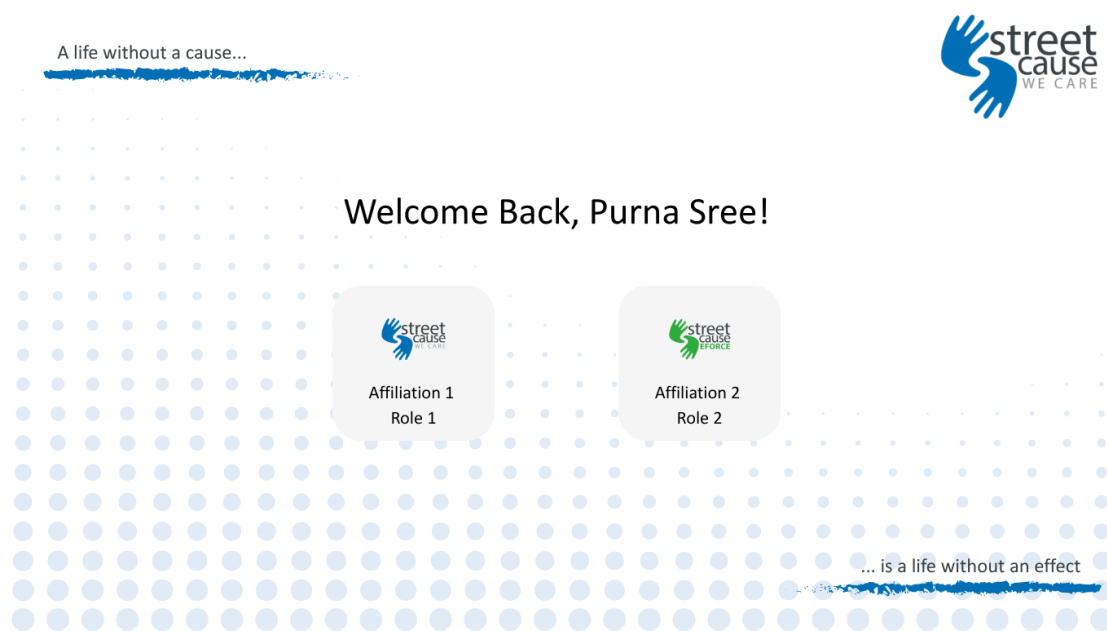 A life without a cause...
street
cause
WE CARE
Welcome Back, Purna Sree!
street
cause
WE CARE
Affiliation 1
Role 1
street
cause
EFORCE
Affiliation 2
Role 2
... is a life without an effect